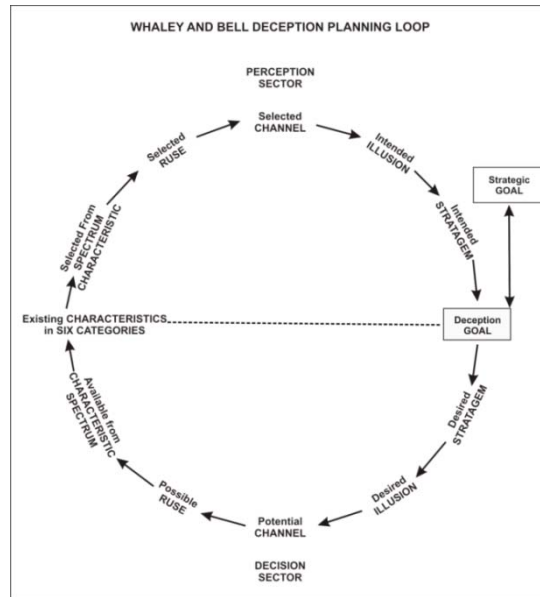 WHALEY AND BELL DECEPTION PLANNING LOOP
PERCEPTION
SECTOR
Selected
CHANNEL
Intended
ILLUSION
Intended
STRATAGEM
Strategic
GOAL
Deception
GOAL
Desired
STRATAGEM
Desired
ILLUSION
Potential
CHANNEL
DECISION
SECTOR
Possible
RUSE
Available from
CHARACTERISTIC
SPECTRUM
Existing CHARACTERISTICS
in SIX CATEGORIES
Selected From
SPECTRUM
CHARACTERISTIC
Selected
RUSE